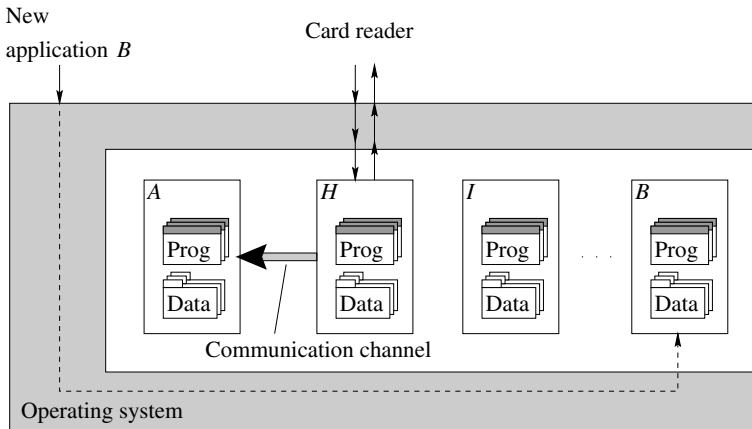 New
application B
Card reader
A
H
I
B
Prog
Prog
Prog
. . .
Prog
Data
Data
Data
Data
Communication channel
Operating system